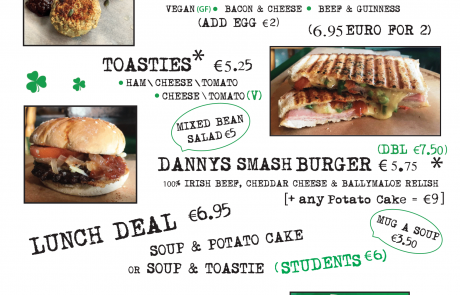 VEGAN (GF) • BACON & CHEESE • BEEF & GUINNESS
(ADD EGG €2)
(6.95 EURO FOR 2)
TOASTIES* €5.25
• HAM\CHEESE\TOMATO
• CHEESE\TOMATO (V)
MIXED BEAN
SALAD €5
(DBL €7.50)
DANNYS SMASH BURGER €5.75 *
100% IRISH BEEF, CHEDDAR CHEESE & BALLYMALOE RELISH
[+ any Potato Cake = €9]
LUNCH DEAL €6.95
MUG A SOUP
€3.50
SOUP & POTATO CAKE
OR SOUP & TOASTIE (STUDENTS €6)